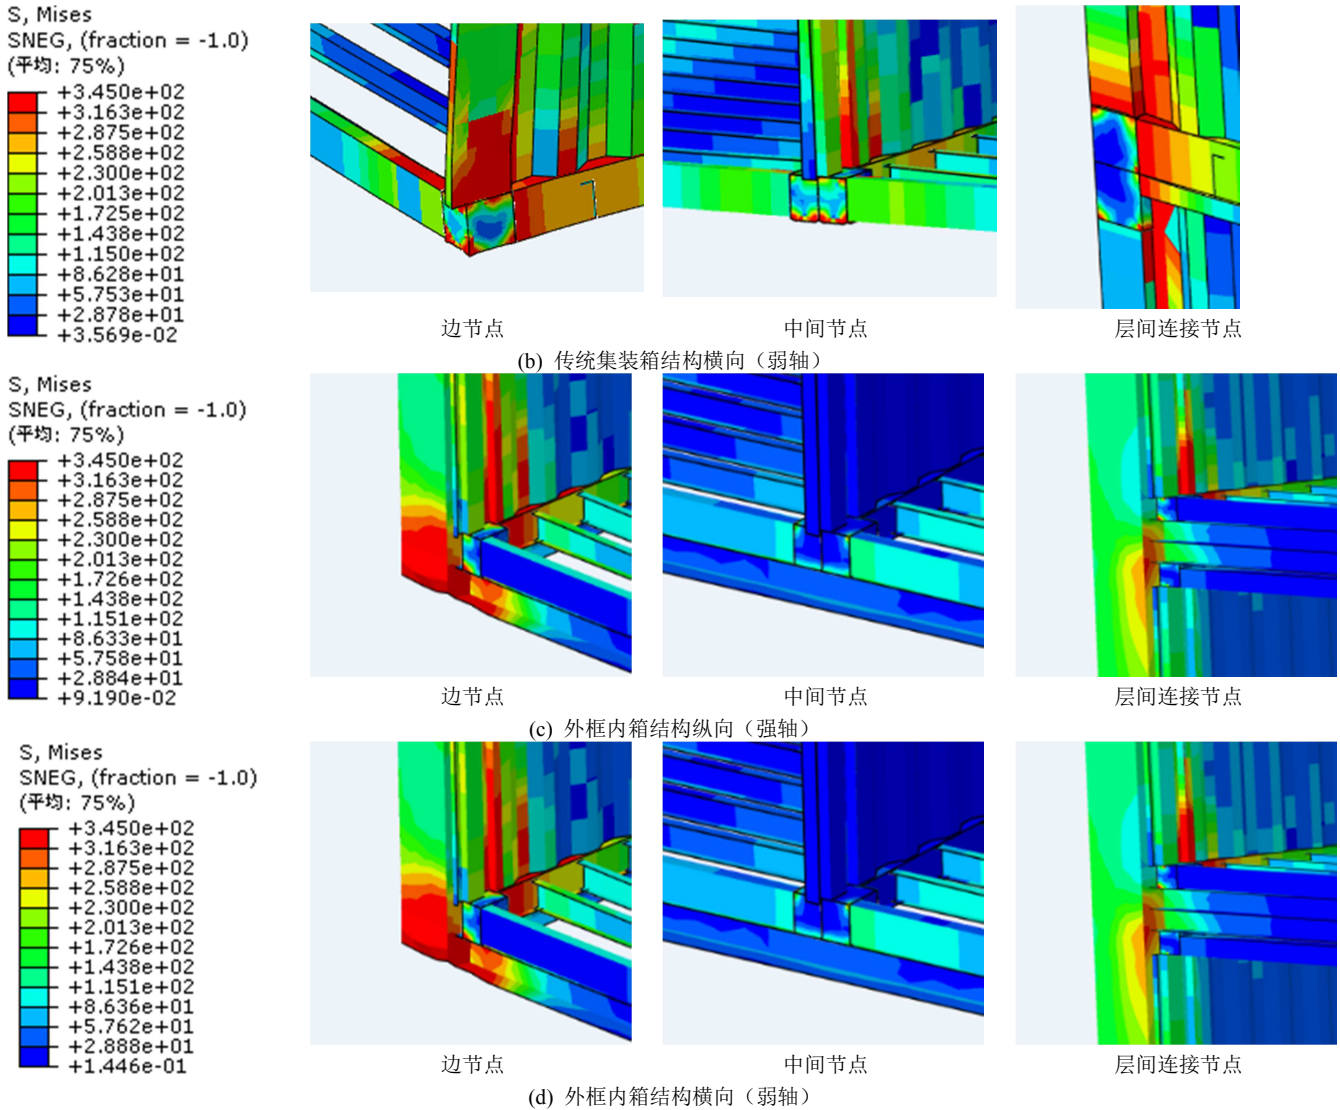 S, Mises
SNEG, (fraction = -1.0)
(平均: 75%)
+3.450e+02
+3.163e+02
+2.875e+02
+2.588e+02
+2.300e+02
+2.013e+02
+1.725e+02
+1.438e+02
+1.150e+02
+8.628e+01
+5.753e+01
+2.878e+01
+3.569e-02
边节点
中间节点
层间连接节点
(b) 传统集装箱结构横向（弱轴）
S, Mises
SNEG, (fraction = -1.0)
(平均: 75%)
+3.450e+02
+3.163e+02
+2.875e+02
+2.588e+02
+2.300e+02
+2.013e+02
+1.726e+02
+1.438e+02
+1.151e+02
+8.633e+01
+5.758e+01
+2.884e+01
+9.190e-02
边节点
中间节点
层间连接节点
(c) 外框内箱结构纵向（强轴）
S, Mises
SNEG, (fraction = -1.0)
(平均: 75%)
+3.450e+02
+3.163e+02
+2.875e+02
+2.588e+02
+2.300e+02
+2.013e+02
+1.726e+02
+1.438e+02
+1.151e+02
+8.636e+01
+5.762e+01
+2.888e+01
+1.446e-01
边节点
中间节点
层间连接节点
(d) 外框内箱结构横向（弱轴）